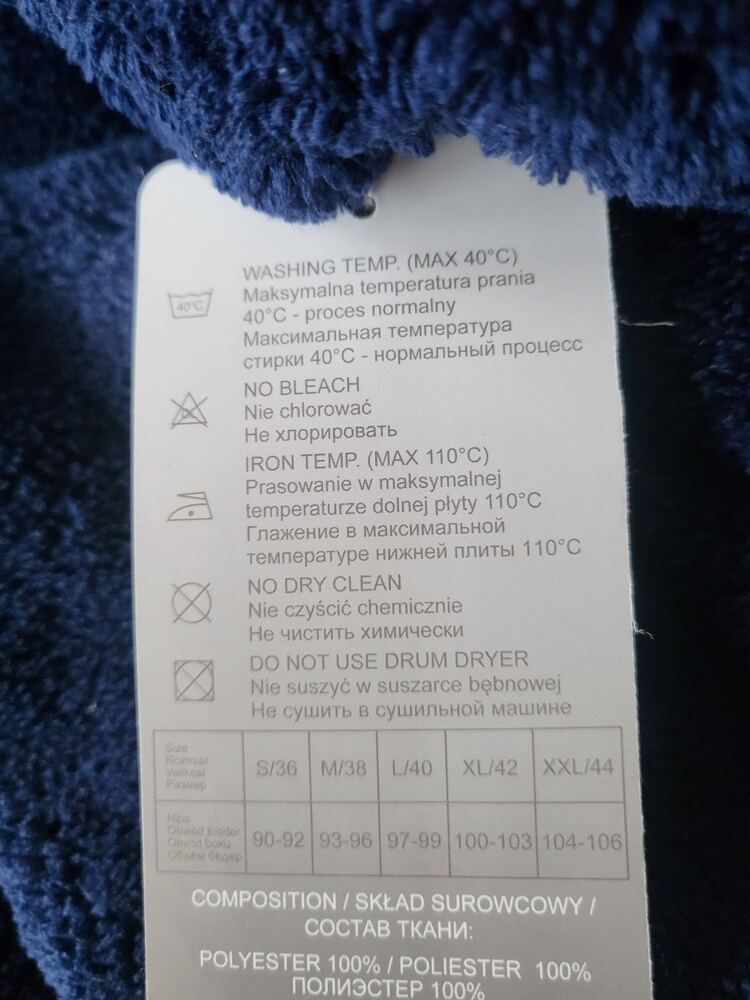 WASHING TEMP. (MAX 40°C)
Maksymalna temperatura prania
40°C - proces normalny
Максимальная температура
стирки 40°C - нормальный процесс
40°C
NO BLEACH
Nie chlorować
Не хлорировать
IRON TEMP. (MAX 110°C)
Prasowanie w maksymalnej
temperaturze dolnej płyty 110°C
Глажение в максимальной
температуре нижней плиты 110°C
NO DRY CLEAN
Nie czyścić chemicznie
Не чистить химически
DO NOT USE DRUM DRYER
Nie suszyć w suszarce bębnowej
Не сушить в сушильной машине
Size
Rozmiar
Velikost
Размер
S/36 M/38 L/40 XL/42 XXL/44
Hips
Obwód bioder
Obvod boku
Объём бёдер
90-92 93-96 97-99 100-103 104-106
COMPOSITION / SKŁAD SUROWCOWY /
СОСТАВ ТКАНИ:
POLYESTER 100% / POLIESTER 100%
ПОЛИЭСТЕР 100%